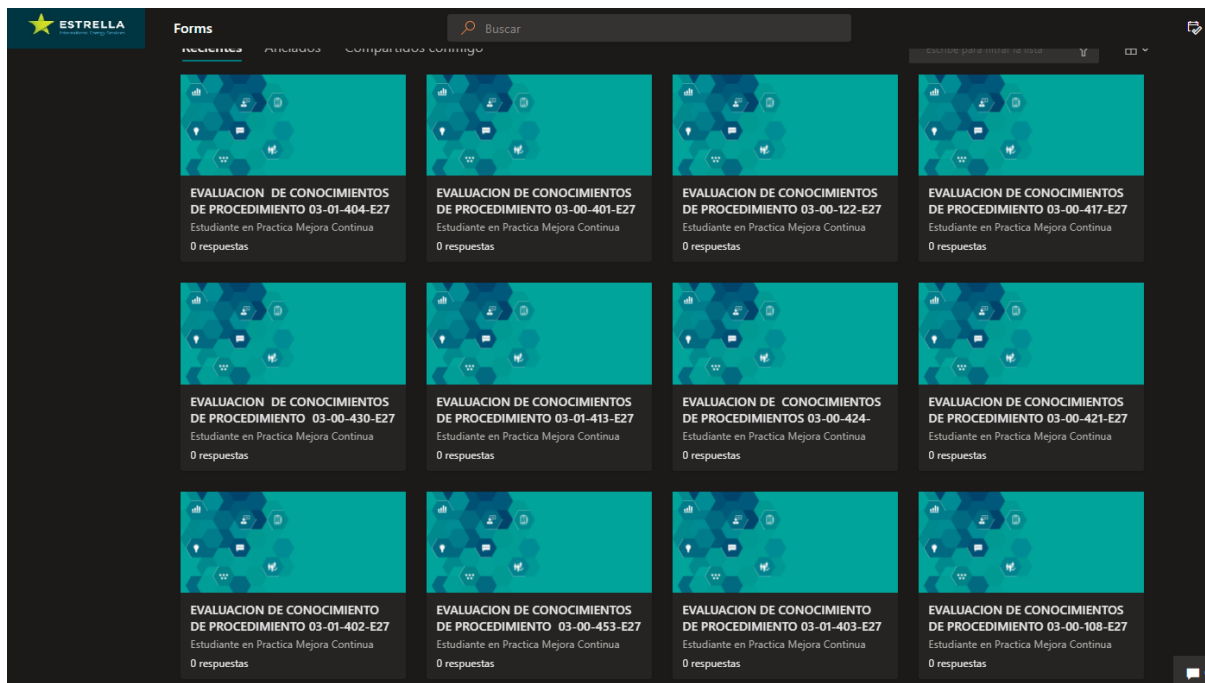 ESTRELLA
International Energy Services
Forms
Buscar
Recientes Anclados Compartidos conmigo
Escribe para filtrar la lista
EVALUACION DE CONOCIMIENTOS
DE PROCEDIMIENTO 03-01-404-E27
Estudiante en Practica Mejora Continua
0 respuestas
EVALUACION DE CONOCIMIENTOS
DE PROCEDIMIENTO 03-00-401-E27
Estudiante en Practica Mejora Continua
0 respuestas
EVALUACION DE CONOCIMIENTOS
DE PROCEDIMIENTO 03-00-122-E27
Estudiante en Practica Mejora Continua
0 respuestas
EVALUACION DE CONOCIMIENTOS
DE PROCEDIMIENTO 03-00-417-E27
Estudiante en Practica Mejora Continua
0 respuestas
EVALUACION DE CONOCIMIENTOS
DE PROCEDIMIENTO 03-00-430-E27
Estudiante en Practica Mejora Continua
0 respuestas
EVALUACION DE CONOCIMIENTOS
DE PROCEDIMIENTO 03-01-413-E27
Estudiante en Practica Mejora Continua
0 respuestas
EVALUACION DE CONOCIMIENTOS
DE PROCEDIMIENTOS 03-00-424-
Estudiante en Practica Mejora Continua
0 respuestas
EVALUACION DE CONOCIMIENTOS
DE PROCEDIMIENTO 03-00-421-E27
Estudiante en Practica Mejora Continua
0 respuestas
EVALUACION DE CONOCIMIENTO
DE PROCEDIMIENTO 03-01-402-E27
Estudiante en Practica Mejora Continua
0 respuestas
EVALUACION DE CONOCIMIENTOS
DE PROCEDIMIENTO 03-00-453-E27
Estudiante en Practica Mejora Continua
0 respuestas
EVALUACION DE CONOCIMIENTO
DE PROCEDIMIENTO 03-01-403-E27
Estudiante en Practica Mejora Continua
0 respuestas
EVALUACION DE CONOCIMIENTOS
DE PROCEDIMIENTO 03-00-108-E27
Estudiante en Practica Mejora Continua
0 respuestas